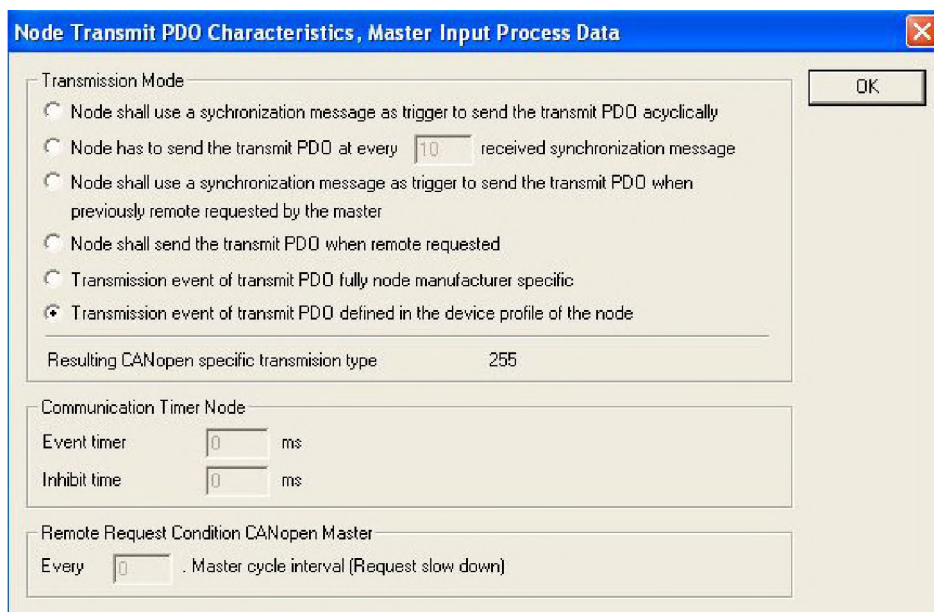 Node Transmit PDO Characteristics, Master Input Process Data
Transmission Mode
OK
Node shall use a sychronization message as trigger to send the transmit PDO acyclically
Node has to send the transmit PDO at every 10 received synchronization message
Node shall use a synchronization message as trigger to send the transmit PDO when
previously remote requested by the master
Node shall send the transmit PDO when remote requested
Transmission event of transmit PDO fully node manufacturer specific
Transmission event of transmit PDO defined in the device profile of the node
Resulting CANopen specific transmision type 255
Communication Timer Node
Event timer 0 ms
Inhibit time 0 ms
Remote Request Condition CANopen Master
Every 0 . Master cycle interval (Request slow down)